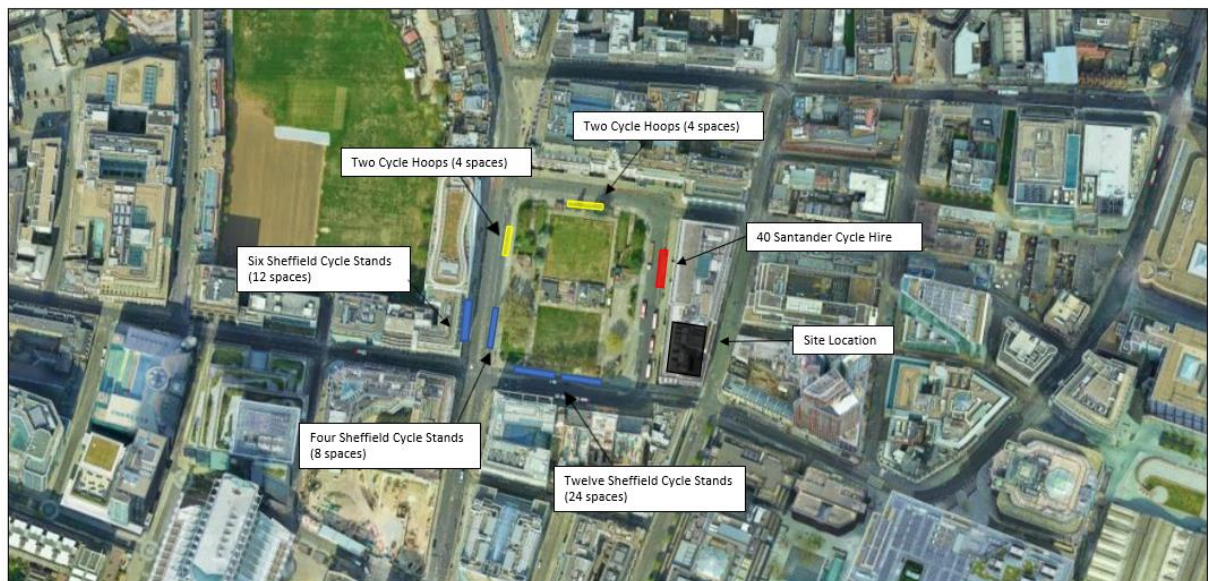 Two Cycle Hoops (4 spaces)
Two Cycle Hoops (4 spaces)
40 Santander Cycle Hire
Six Sheffield Cycle Stands
(12 spaces)
Site Location
Four Sheffield Cycle Stands
(8 spaces)
Twelve Sheffield Cycle Stands
(24 spaces)